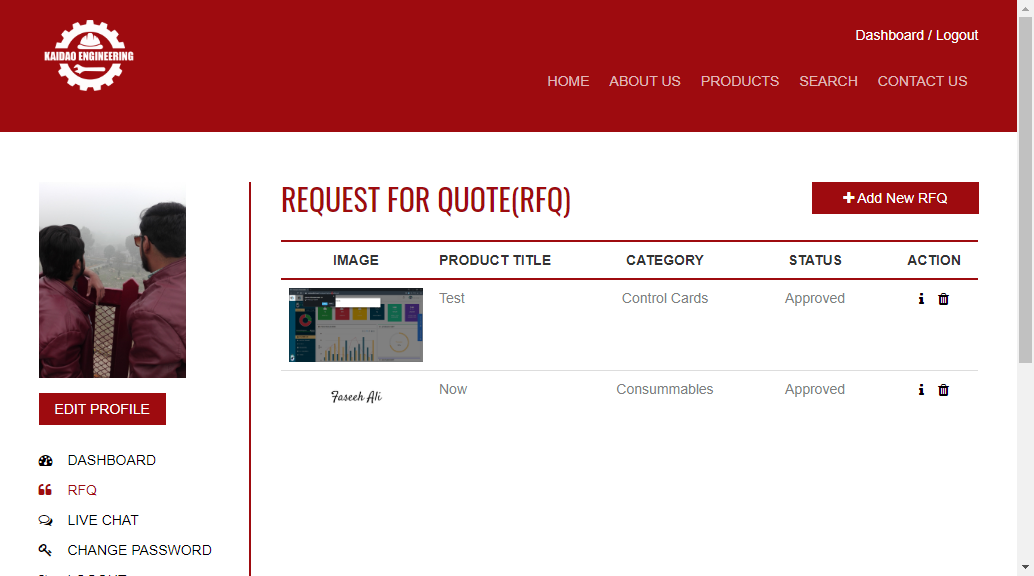 KAIDAO ENGINEERING
Dashboard / Logout
HOME ABOUT US PRODUCTS SEARCH CONTACT US
REQUEST FOR QUOTE(RFQ)
Add New RFQ
IMAGE PRODUCT TITLE CATEGORY STATUS ACTION
Test Control Cards Approved
Faseeh Ali Now Consummables Approved
EDIT PROFILE
DASHBOARD
RFQ
LIVE CHAT
CHANGE PASSWORD